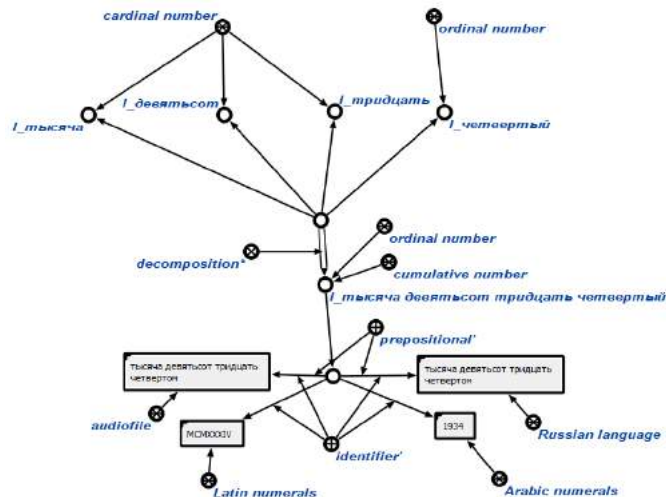 cardinal number
ordinal number
I_тысяча
I_девятьсот
I_тридцать
I_четвертый
ordinal number
decomposition*
cumulative number
I_тысяча девятьсот тридцать четвертый
prepositional'
тысяча девятьсот тридцать
четвертом
тысяча девятьсот тридцать
четвертом
audiofile
MCMXXXIV
1934
Russian language
identifier'
Latin numerals
Arabic numerals